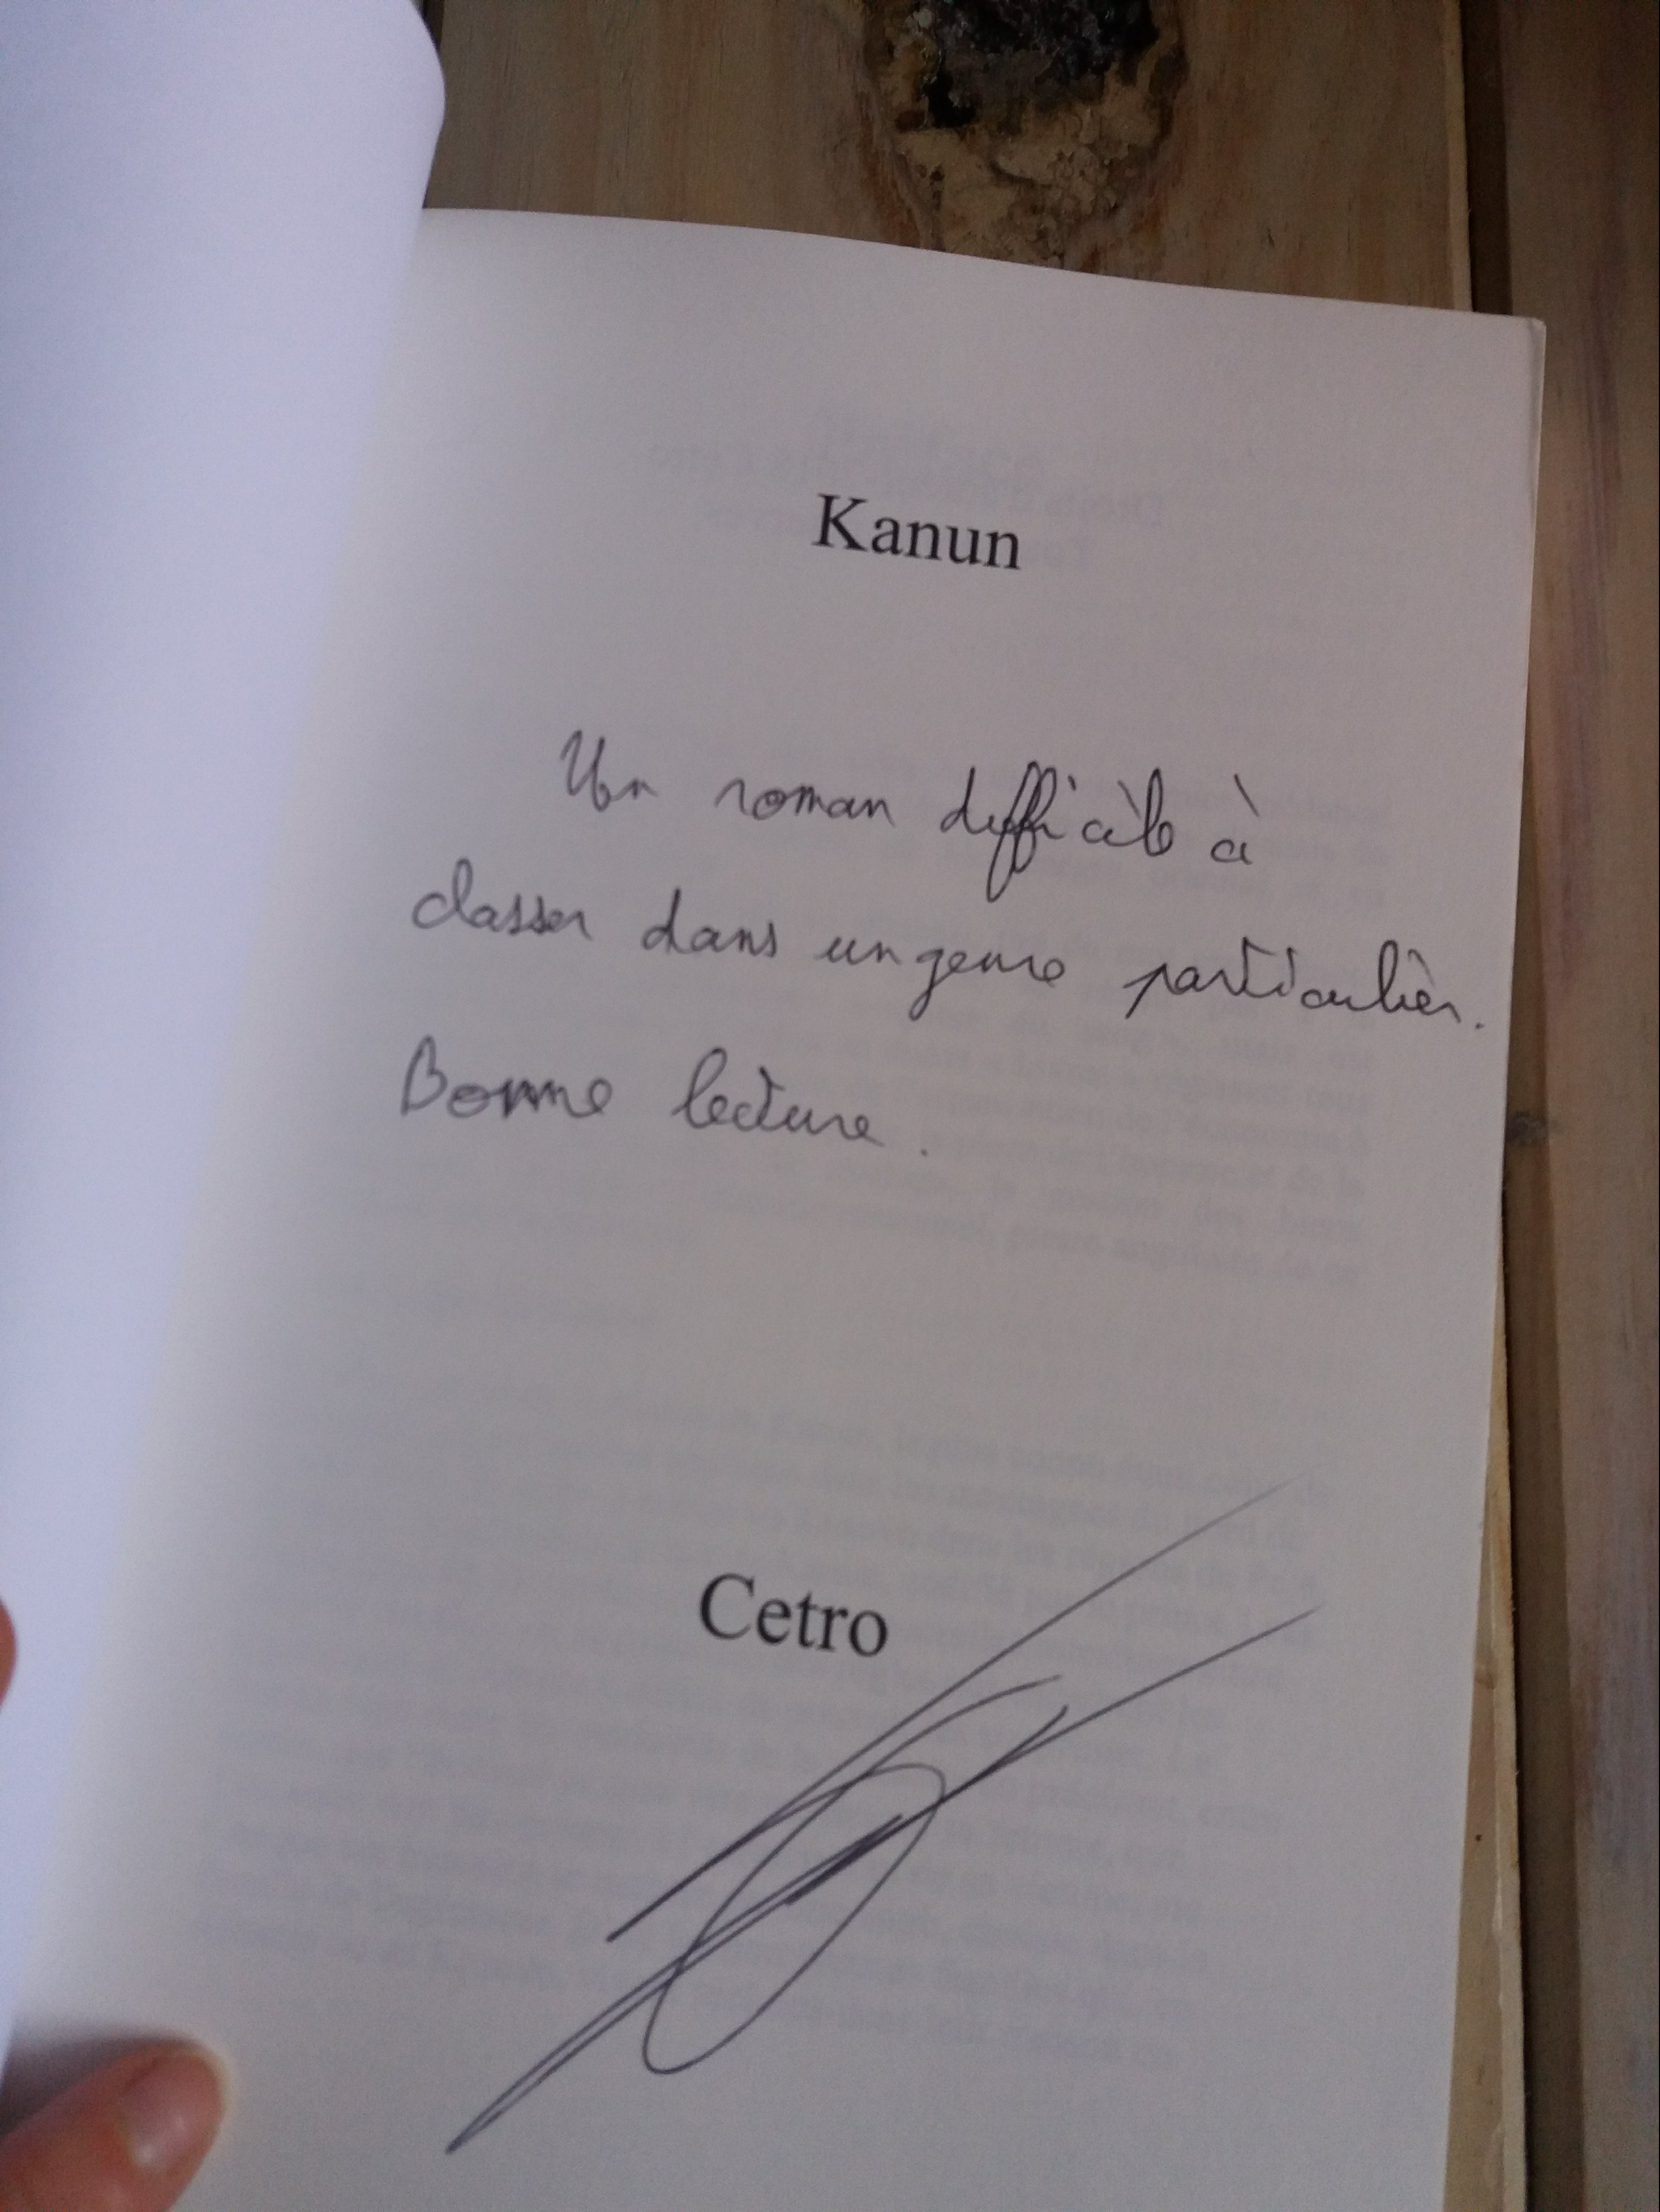 Kanun
Un roman difficile à
classer dans un genre particulier.
Bonne lecture.
Cetro